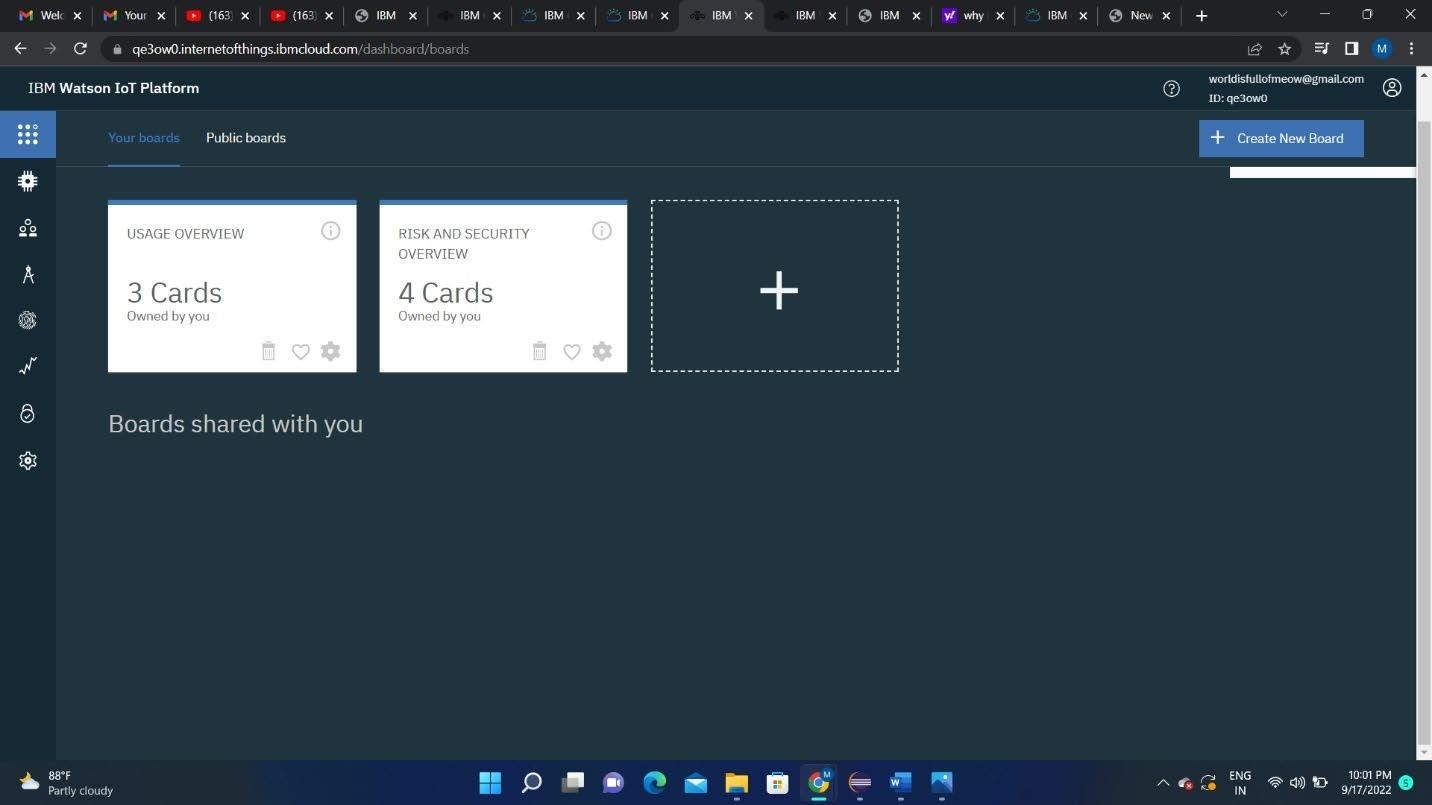 Welc
Your
(163)
(163)
IBM
IBM
IBM
IBM
IBM
IBM
IBM
why
IBM
New
qe3ow0.internetofthings.ibmcloud.com/dashboard/boards
M
IBM Watson IoT Platform
worldisfullofmeow@gmail.com
ID: qe3ow0
Your boards
Public boards
Create New Board
USAGE OVERVIEW
3 Cards
Owned by you
RISK AND SECURITY
OVERVIEW
4 Cards
Owned by you
Boards shared with you
88°F
Partly cloudy
ENG
IN
10:01 PM
9/17/2022
S